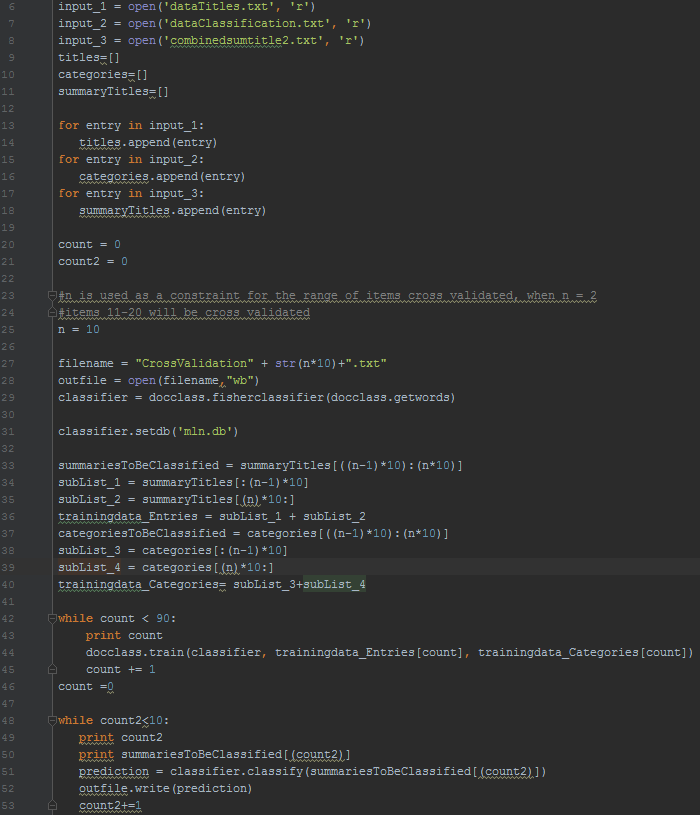 6 input_1 = open('dataTitles.txt', 'r')
7 input_2 = open('dataClassification.txt', 'r')
8 input_3 = open('combinedsumtitle2.txt', 'r')
9 titles=[]
10 categories=[]
11 summaryTitles=[]
12
13 for entry in input_1:
14 titles.append(entry)
15 for entry in input_2:
16 categories.append(entry)
17 for entry in input_3:
18 summaryTitles.append(entry)
19
20 count = 0
21 count2 = 0
22
23 #n is used as a constraint for the range of items cross validated, when n = 2
24 #items 11-20 will be cross validated
25 n = 10
26
27 filename = "CrossValidation" + str(n*10)+".txt"
28 outfile = open(filename,"wb")
29 classifier = docclass.fisherclassifier(docclass.getwords)
30
31 classifier.setdb('mln.db')
32
33 summariesToBeClassified = summaryTitles[((n-1)*10):(n*10)]
34 subList_1 = summaryTitles[:(n-1)*10]
35 subList_2 = summaryTitles[(n)*10:]
36 trainingdata_Entries = subList_1 + subList_2
37 categoriesToBeClassified = categories[((n-1)*10):(n*10)]
38 subList_3 = categories[:(n-1)*10]
39 subList_4 = categories[(n)*10:]
40 trainingdata_Categories= subList_3+subList_4
41
42 while count < 90:
43 print count
44 docclass.train(classifier, trainingdata_Entries[count], trainingdata_Categories[count])
45 count += 1
46 count =0
47
48 while count2<10:
49 print count2
50 print summariesToBeClassified[(count2)]
51 prediction = classifier.classify(summariesToBeClassified[(count2)])
52 outfile.write(prediction)
53 count2+=1